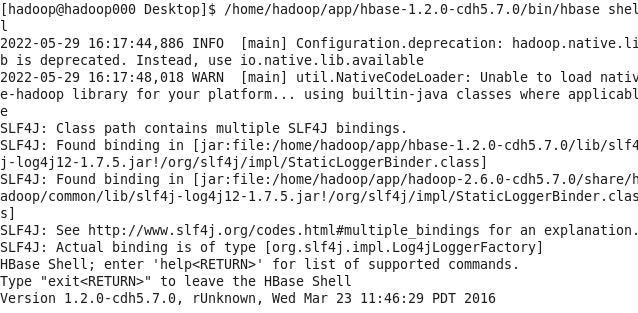 [hadoop@hadoop000 Desktop]$ /home/hadoop/app/hbase-1.2.0-cdh5.7.0/bin/hbase shel
l
2022-05-29 16:17:44,886 INFO  [main] Configuration.deprecation: hadoop.native.li
b is deprecated. Instead, use io.native.lib.available
2022-05-29 16:17:48,018 WARN  [main] util.NativeCodeLoader: Unable to load nativ
e-hadoop library for your platform... using builtin-java classes where applicabl
e
SLF4J: Class path contains multiple SLF4J bindings.
SLF4J: Found binding in [jar:file:/home/hadoop/app/hbase-1.2.0-cdh5.7.0/lib/slf4
j-log4j12-1.7.5.jar!/org/slf4j/impl/StaticLoggerBinder.class]
SLF4J: Found binding in [jar:file:/home/hadoop/app/hadoop-2.6.0-cdh5.7.0/share/h
adoop/common/lib/slf4j-log4j12-1.7.5.jar!/org/slf4j/impl/StaticLoggerBinder.clas
s]
SLF4J: See http://www.slf4j.org/codes.html#multiple_bindings for an explanation.
SLF4J: Actual binding is of type [org.slf4j.impl.Log4jLoggerFactory]
HBase Shell; enter 'help<RETURN>' for list of supported commands.
Type "exit<RETURN>" to leave the HBase Shell
Version 1.2.0-cdh5.7.0, rUnknown, Wed Mar 23 11:46:29 PDT 2016